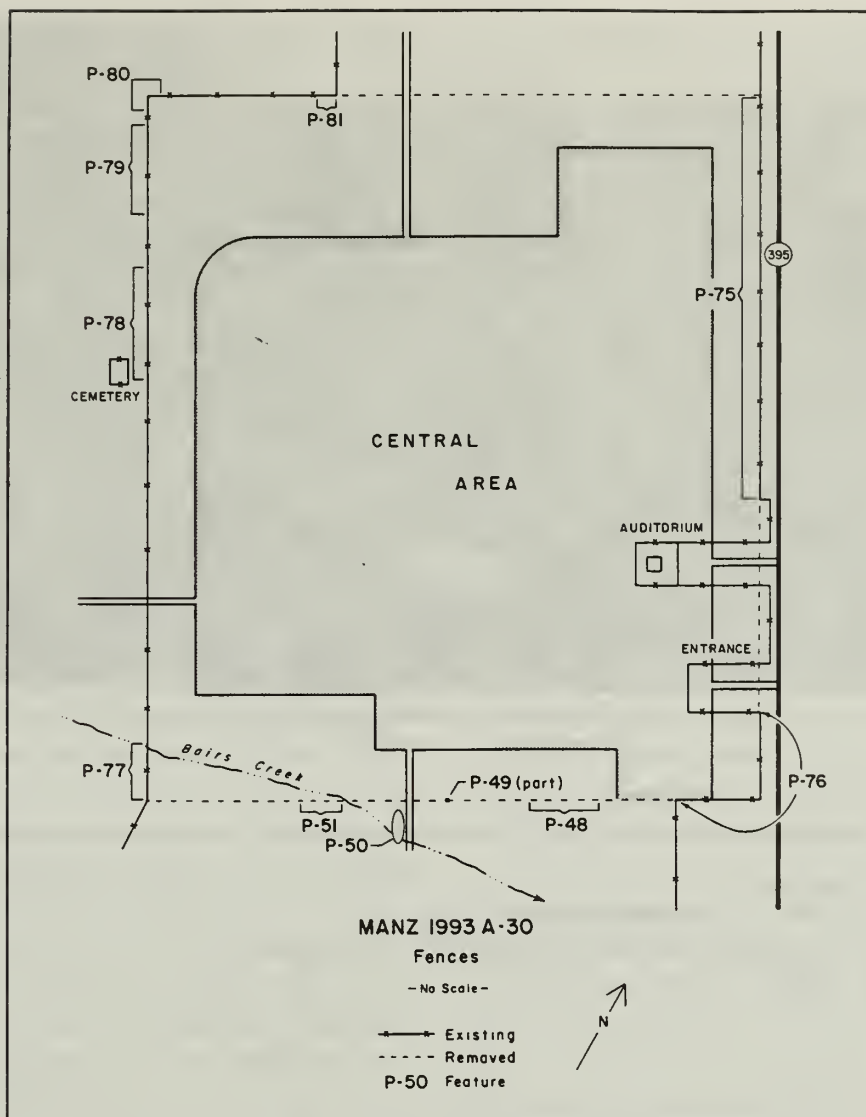 P-80
P-81
P-79
395
P-75
P-78
CEMETERY
CENTRAL
AREA
AUDITORIUM
ENTRANCE
Bairs Creek
P-77
P-49 (part)
P-76
P-51
P-48
P-50
MANZ 1993 A-30
Fences
- No Scale -
N
Existing
Removed
P-50 Feature